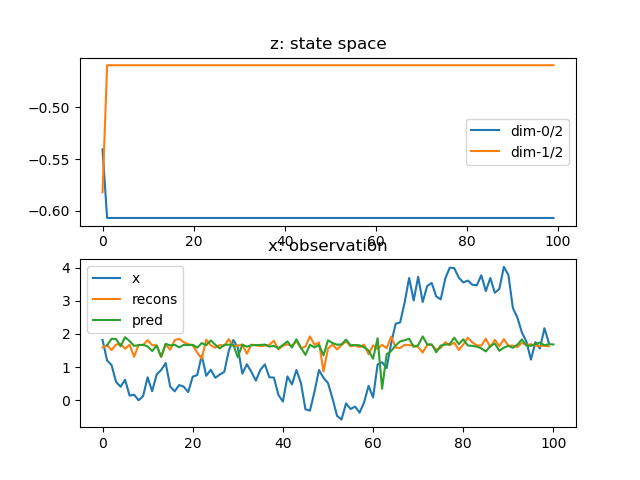 z: state space
−0.50
−0.55
−0.60
dim-0/2
dim-1/2
0 20 40 60 80 100
x: observation
4
3
2
1
0
x
recons
pred
0 20 40 60 80 100